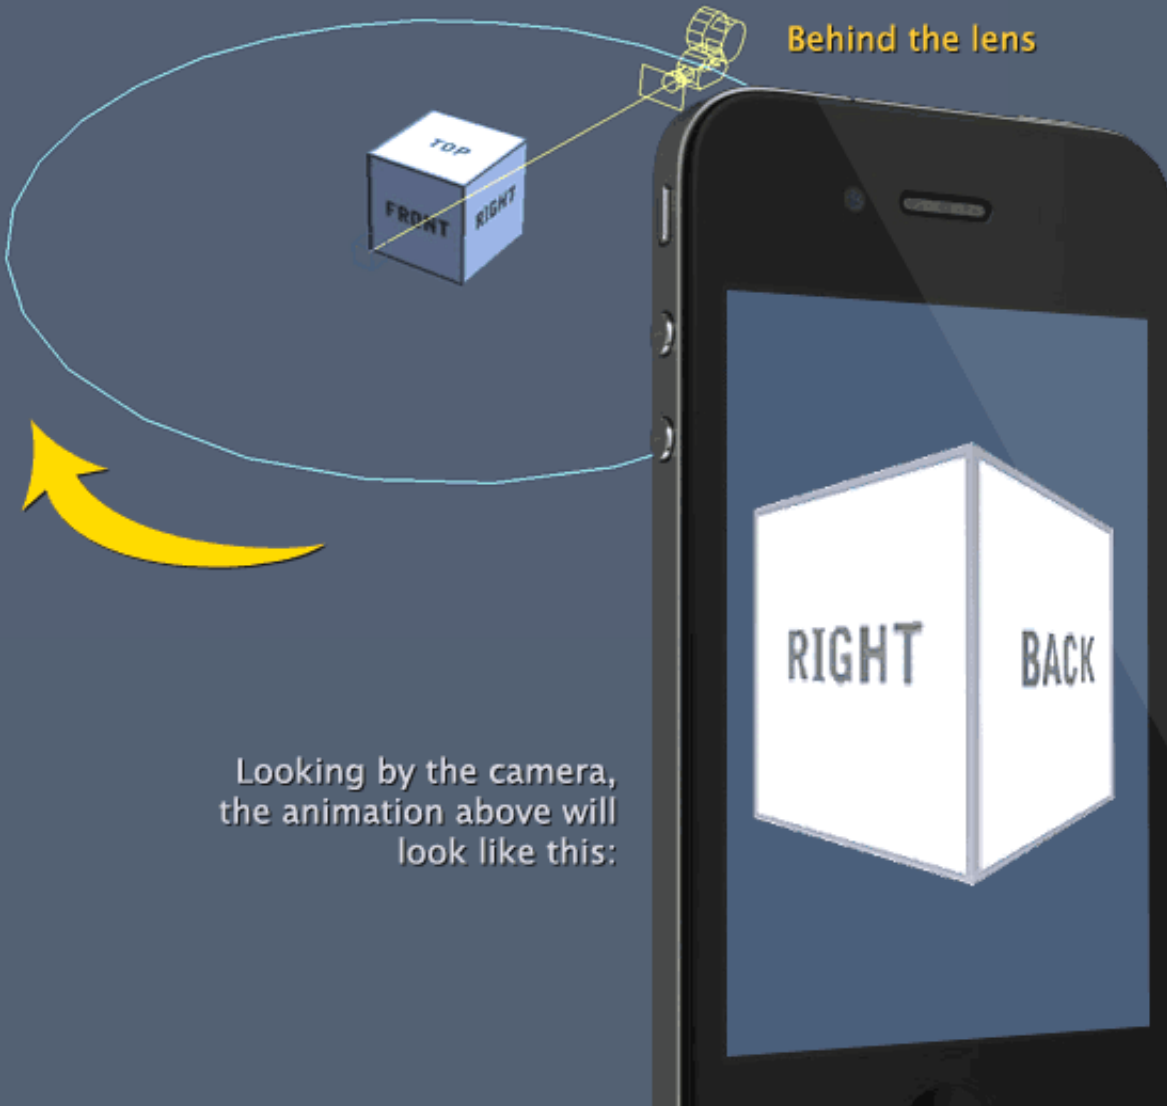 Behind the lens
TOP
FRONT
RIGHT
RIGHT
BACK
Looking by the camera,
the animation above will
look like this: